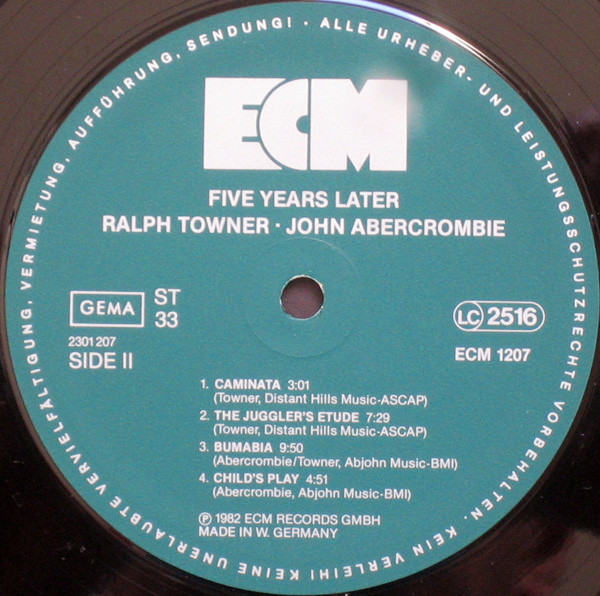 ECM
FIVE YEARS LATER
RALPH TOWNER · JOHN ABERCROMBIE
GEMA
ST
33
LC 2516
2301 207
SIDE II
ECM 1207
1. CAMINATA 3:01
(Towner, Distant Hills Music-ASCAP)
2. THE JUGGLER'S ETUDE 7:29
(Towner, Distant Hills Music-ASCAP)
3. BUMABIA 9:50
(Abercrombie/Towner, Abjohn Music-BMI)
4. CHILD'S PLAY 4:51
(Abercrombie, Abjohn Music-BMI)
Ⓟ 1982 ECM RECORDS GMBH
MADE IN W. GERMANY
· ALLE URHEBER- UND LEISTUNGSSCHUTZRECHTE VORBEHALTEN. KEIN VERLEIH! KEINE UNERLAUBTE VERVIELFÄLTIGUNG, VERMIETUNG, AUFFÜHRUNG, SENDUNG!